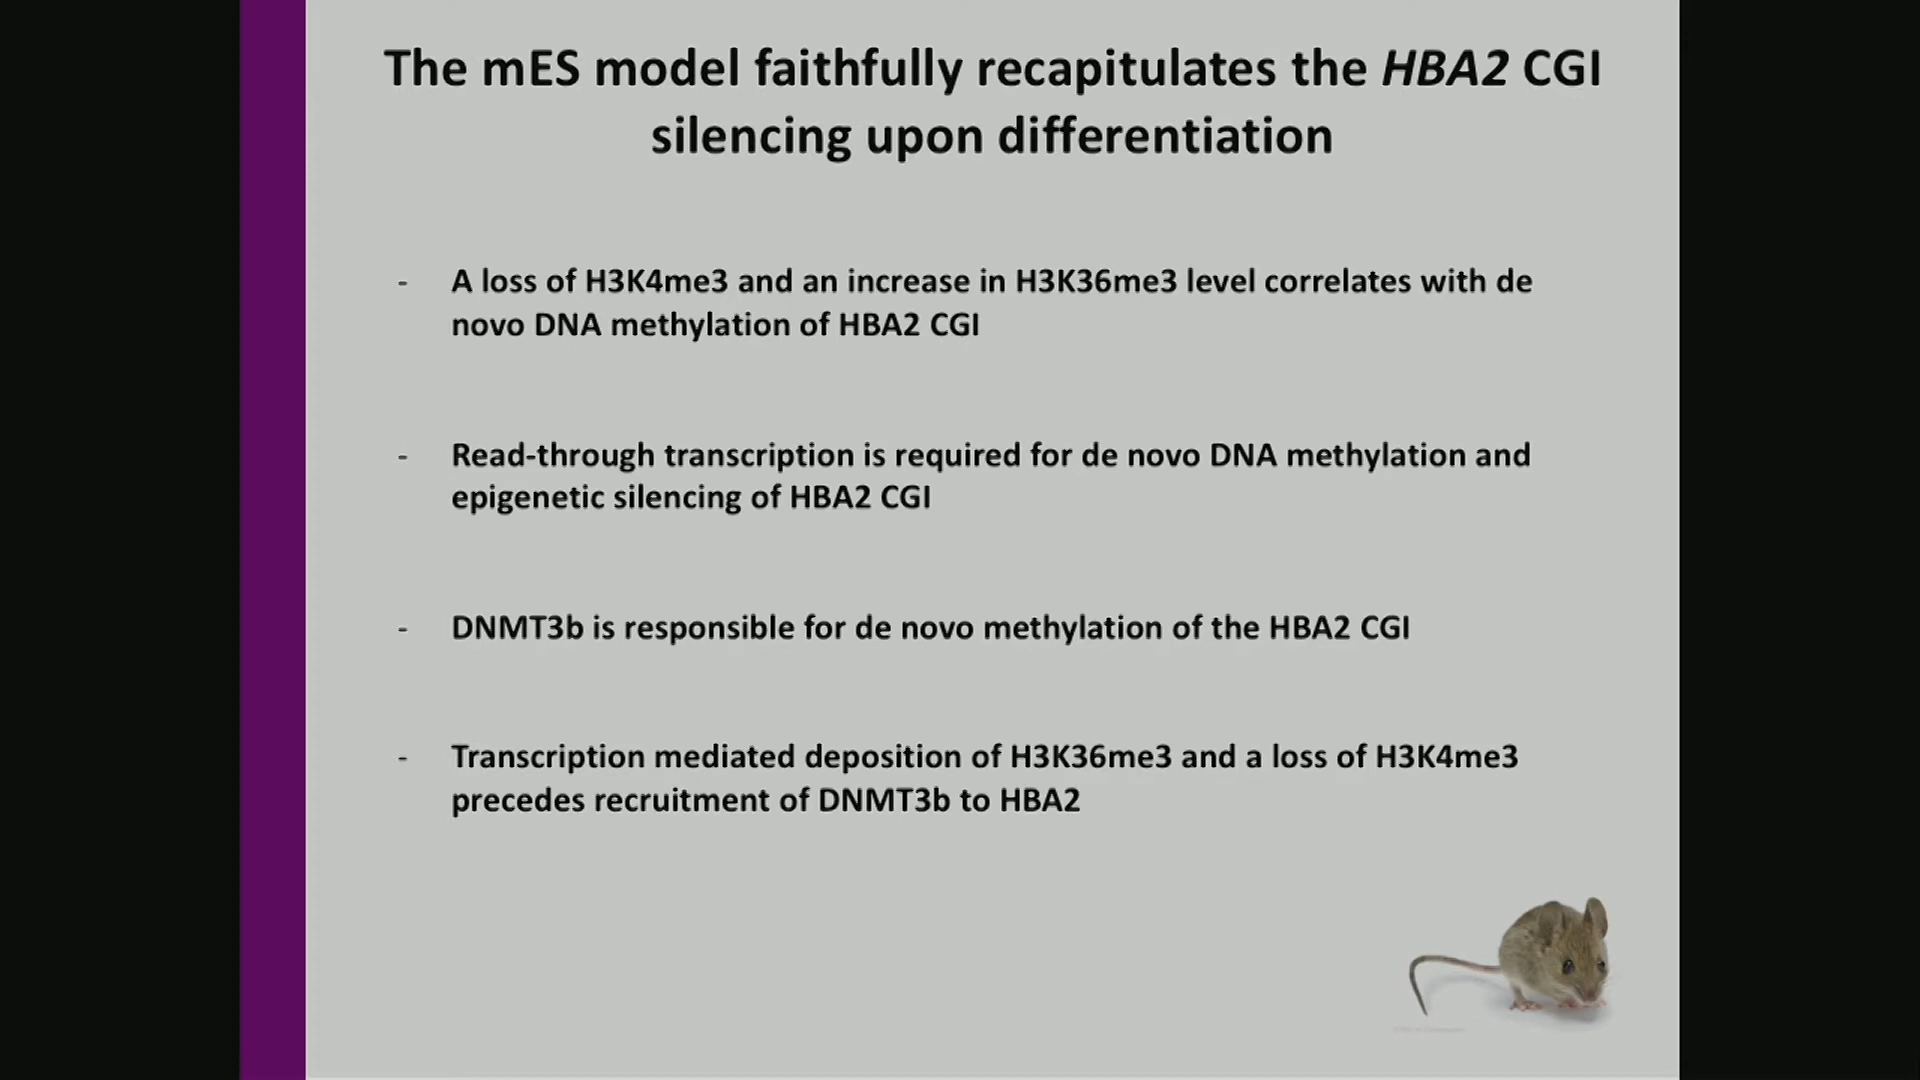 The mES model faithfully recapitulates the HBA2 CGI
silencing upon differentiation
- A loss of H3K4me3 and an increase in H3K36me3 level correlates with de
novo DNA methylation of HBA2 CGI
- Read-through transcription is required for de novo DNA methylation and
epigenetic silencing of HBA2 CGI
- DNMT3b is responsible for de novo methylation of the HBA2 CGI
- Transcription mediated deposition of H3K36me3 and a loss of H3K4me3
precedes recruitment of DNMT3b to HBA2